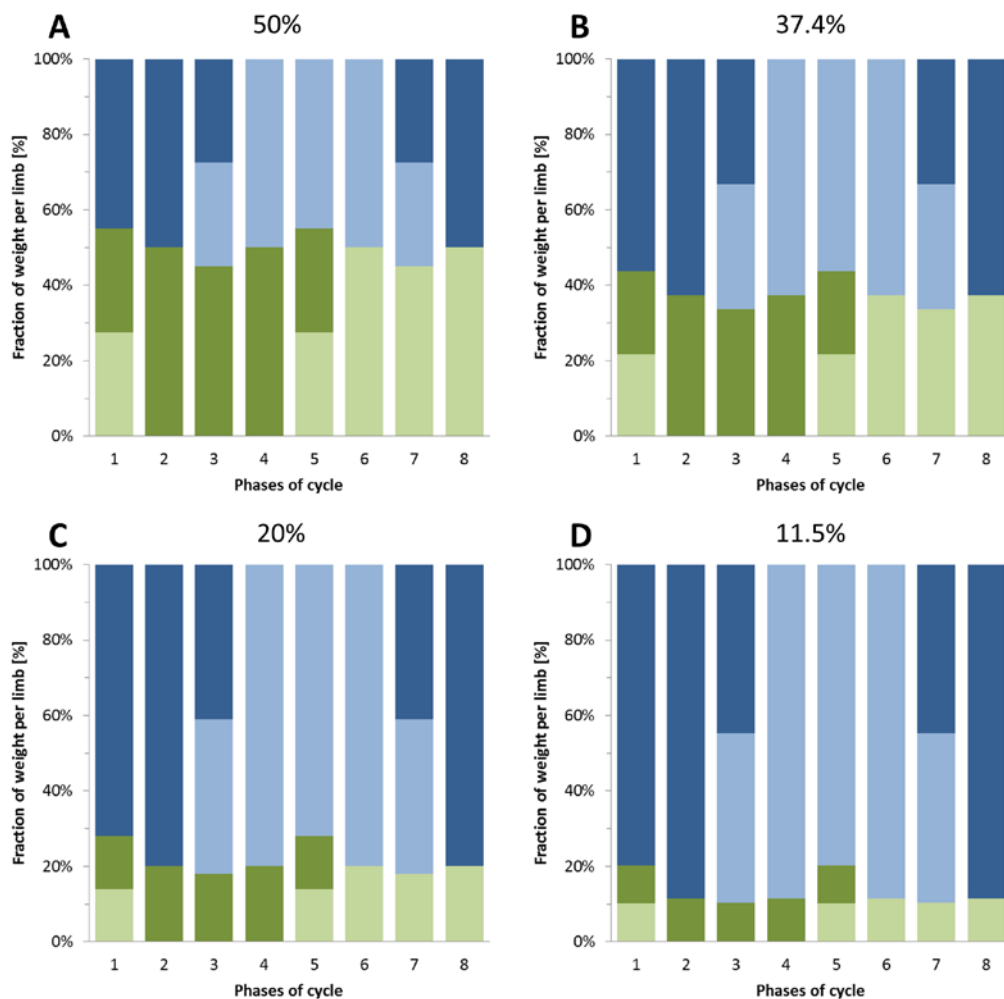 A
50%
Fraction of weight per limb [%]
100%
80%
60%
40%
20%
0%
1 2 3 4 5 6 7 8
Phases of cycle
B
37.4%
Fraction of weight per limb [%]
100%
80%
60%
40%
20%
0%
1 2 3 4 5 6 7 8
Phases of cycle
C
20%
Fraction of weight per limb [%]
100%
80%
60%
40%
20%
0%
1 2 3 4 5 6 7 8
Phases of cycle
D
11.5%
Fraction of weight per limb [%]
100%
80%
60%
40%
20%
0%
1 2 3 4 5 6 7 8
Phases of cycle